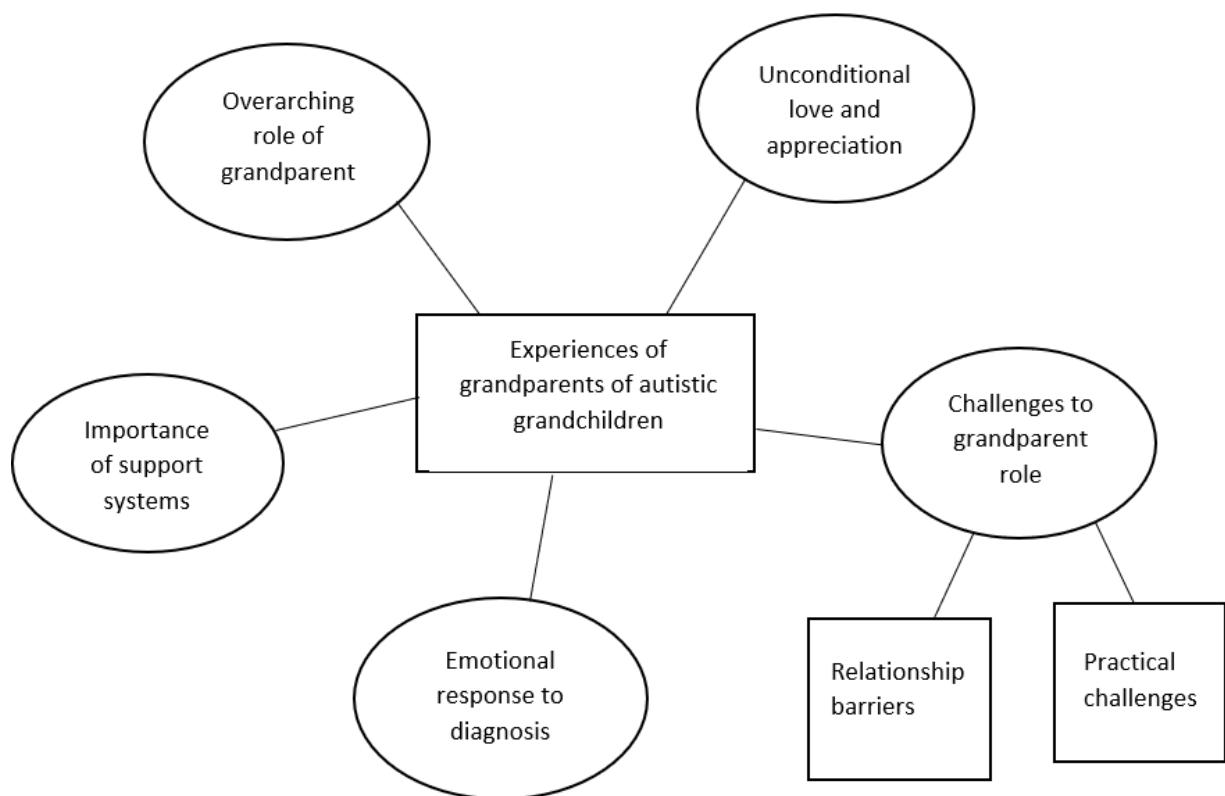 Overarching
role of
grandparent
Unconditional
love and
appreciation
Experiences of
grandparents of autistic
grandchildren
Challenges to
grandparent
role
Importance
of support
systems
Emotional
response to
diagnosis
Relationship
barriers
Practical
challenges